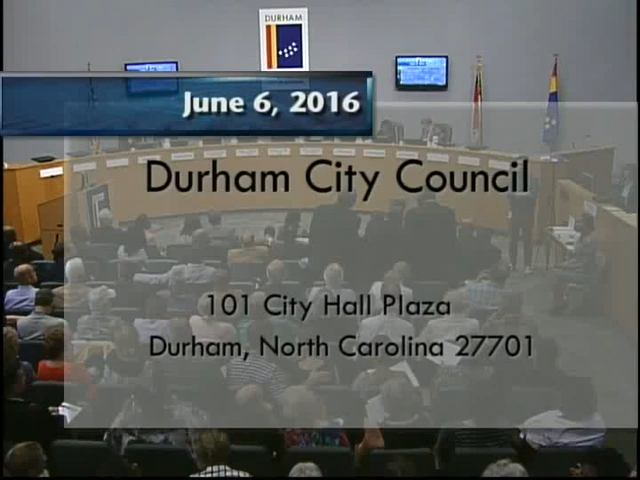 DURHAM
June 6, 2016
Durham City Council
101 City Hall Plaza
Durham, North Carolina 27701